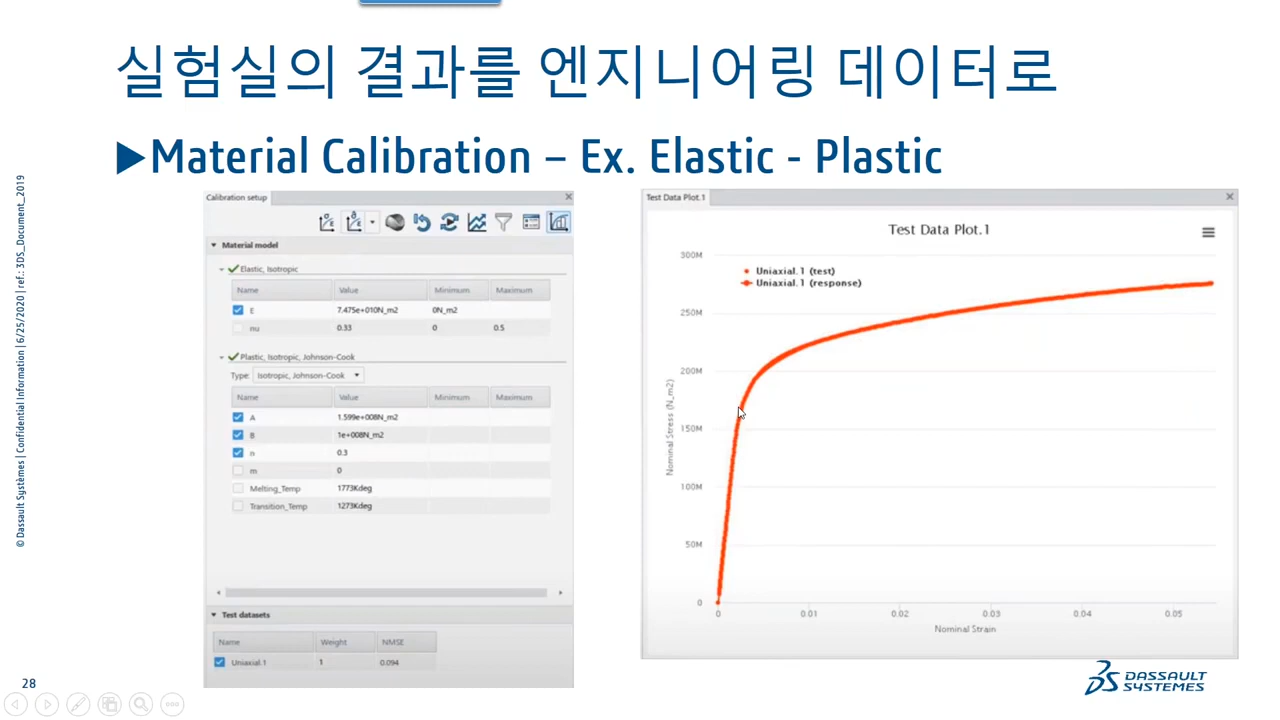 실험실의 결과를 엔지니어링 데이터로
▶Material Calibration – Ex. Elastic - Plastic
© Dassault Systèmes | Confidential Information | 6/25/2020 | ref.: 3DS_Document_2019
Calibration setup
Material model
Elastic, Isotropic
Name Value Minimum Maximum
E 7.475e+010N_m2 0N_m2
nu 0.33 0 0.5
Plastic, Isotropic, Johnson-Cook
Type: Isotropic, Johnson-Cook
Name Value Minimum Maximum
A 1.599e+008N_m2
B 1e+008N_m2
n 0.3
m 0
Melting_Temp 1773Kdeg
Transition_Temp 1273Kdeg
Test datasets
Name Weight NMSE
Uniaxial.1 1 0.094
Test Data Plot.1
Test Data Plot.1
Uniaxial.1 (test)
Uniaxial.1 (response)
300M
250M
200M
150M
100M
50M
0
Nominal Stress (N_m2)
0 0.01 0.02 0.03 0.04 0.05
Nominal Strain
28
DASSAULT
SYSTEMES